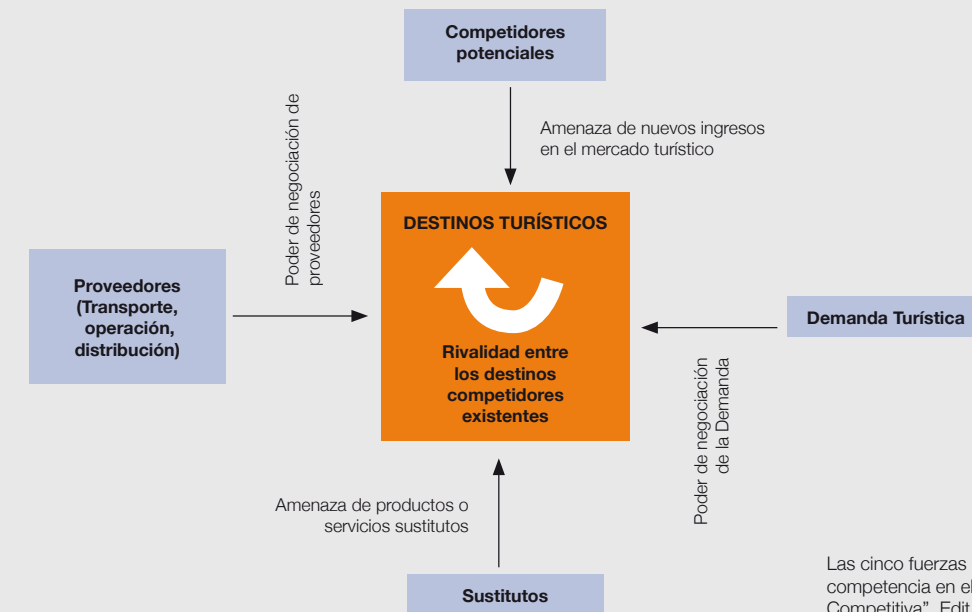 Competidores
potenciales
Amenaza de nuevos ingresos
en el mercado turístico
Poder de negociación de
proveedores
DESTINOS TURÍSTICOS
Rivalidad entre
los destinos
competidores
existentes
Proveedores
(Transporte,
operación,
distribución)
Demanda Turística
Poder de negociación
de la Demanda
Amenaza de productos o
servicios sustitutos
Sustitutos
Las cinco fuerzas
competencia en el
Competitiva". Edit